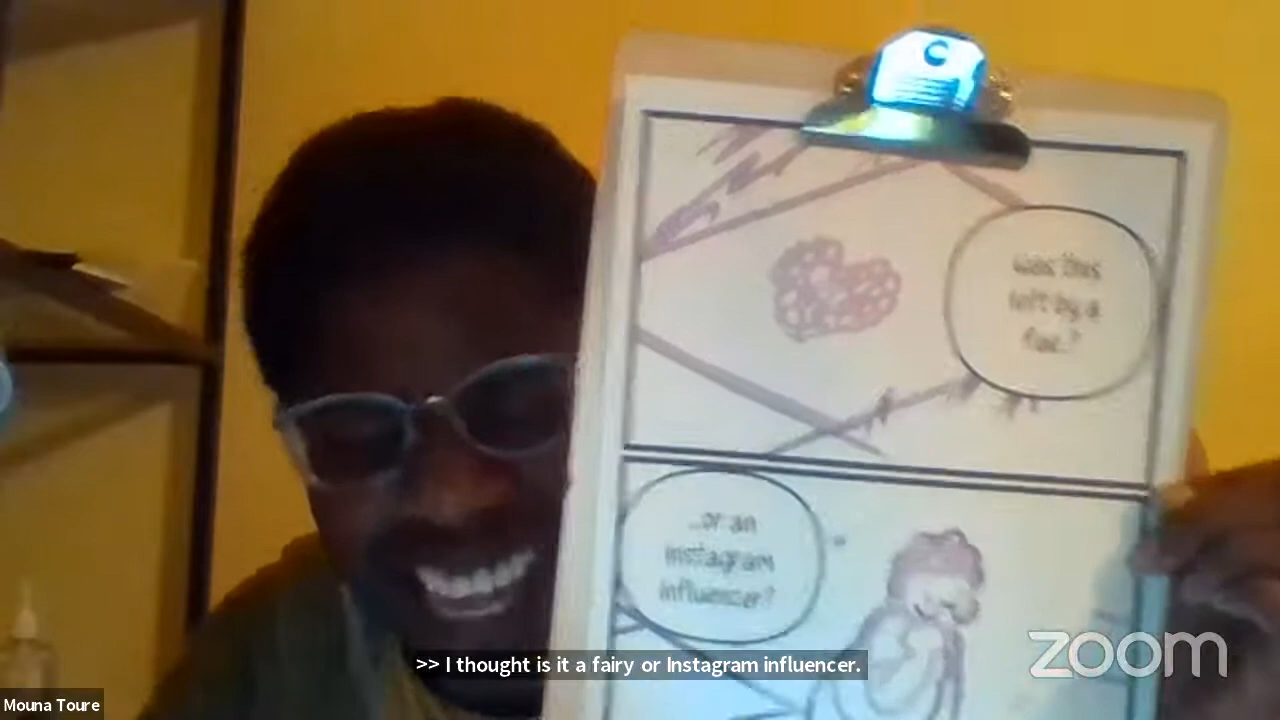 was this
left by a
fae..?
...or an
instagram
influencer?
>> I thought is it a fairy or Instagram influencer.
zoom
Mouna Toure